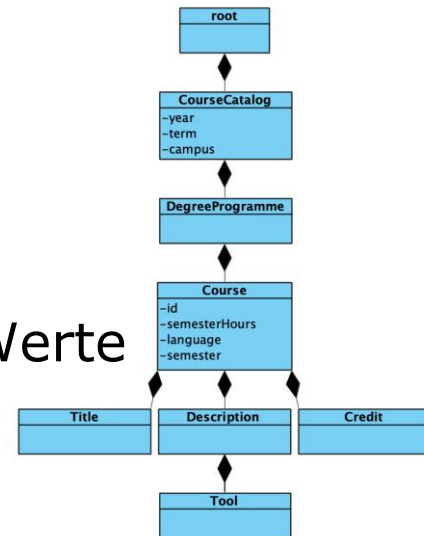 root
CourseCatalog
-year
-term
-campus
DegreeProgramme
Course
-id
-semesterHours
-language
-semester
Werte
Title Description Credit
Tool